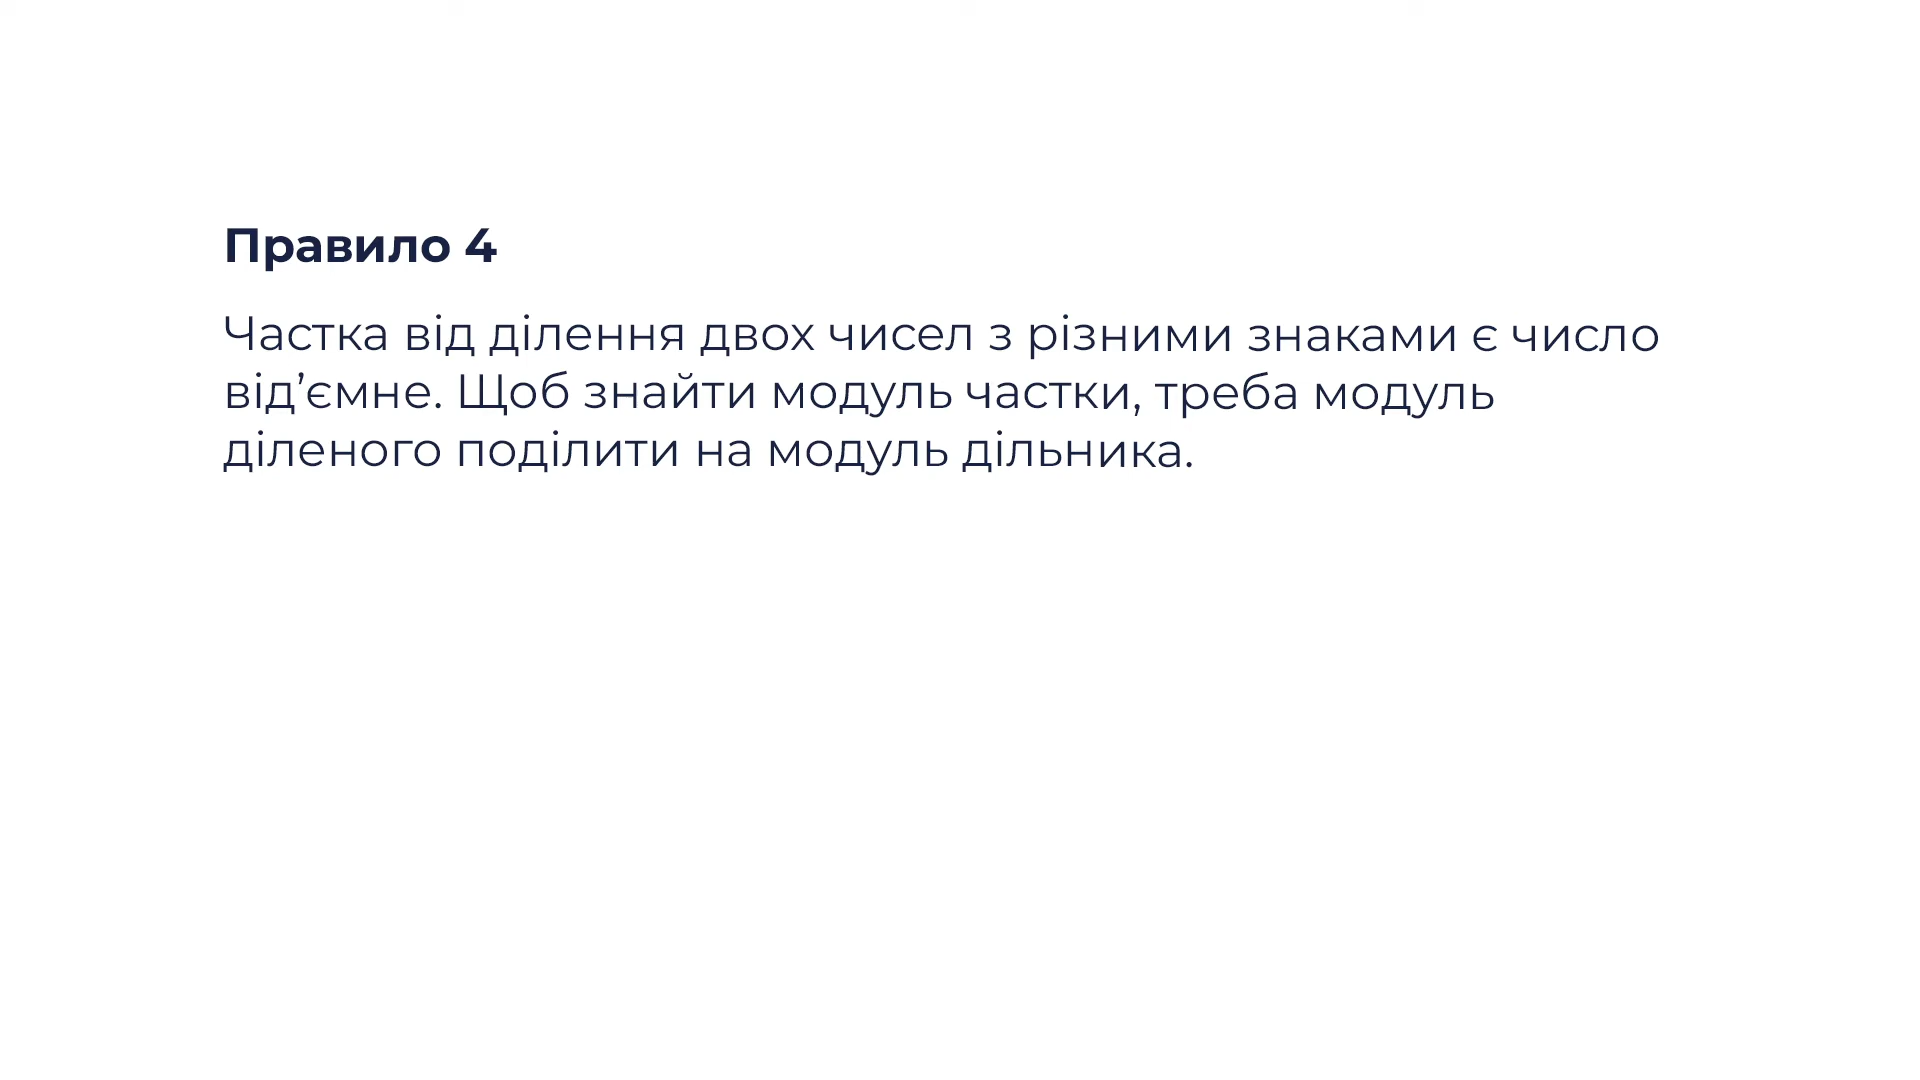 Правило 4
Частка від ділення двох чисел з різними знаками є число
від’ємне. Щоб знайти модуль частки, треба модуль
діленого поділити на модуль дільника.